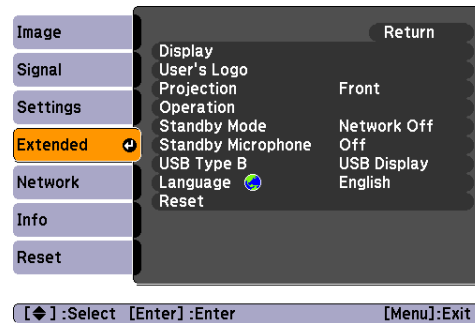 Image
Signal
Settings
Extended
Network
Info
Reset
Return
Display
User's Logo
Projection Front
Operation
Standby Mode Network Off
Standby Microphone Off
USB Type B USB Display
Language English
Reset
[ ] :Select [Enter] :Enter [Menu]:Exit